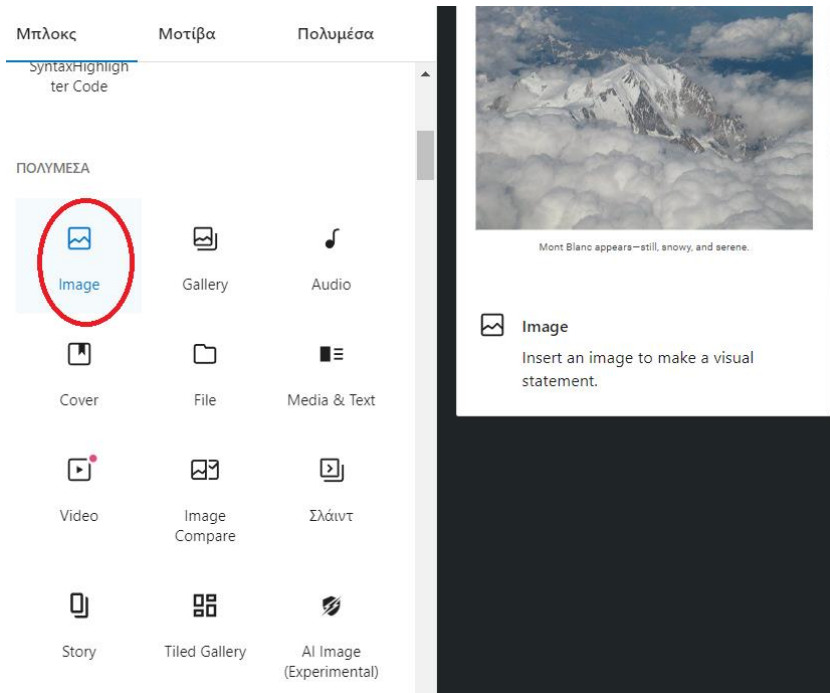 Μπλοκς
Μοτίβα
Πολυμέσα
SyntaxHighligh
ter Code
ΠΟΛΥΜΕΣΑ
Image
Gallery
Audio
Cover
File
Media & Text
Video
Image
Compare
Σλάιντ
Story
Tiled Gallery
AI Image
(Experimental)
Mont Blanc appears—still, snowy, and serene.
Image
Insert an image to make a visual
statement.